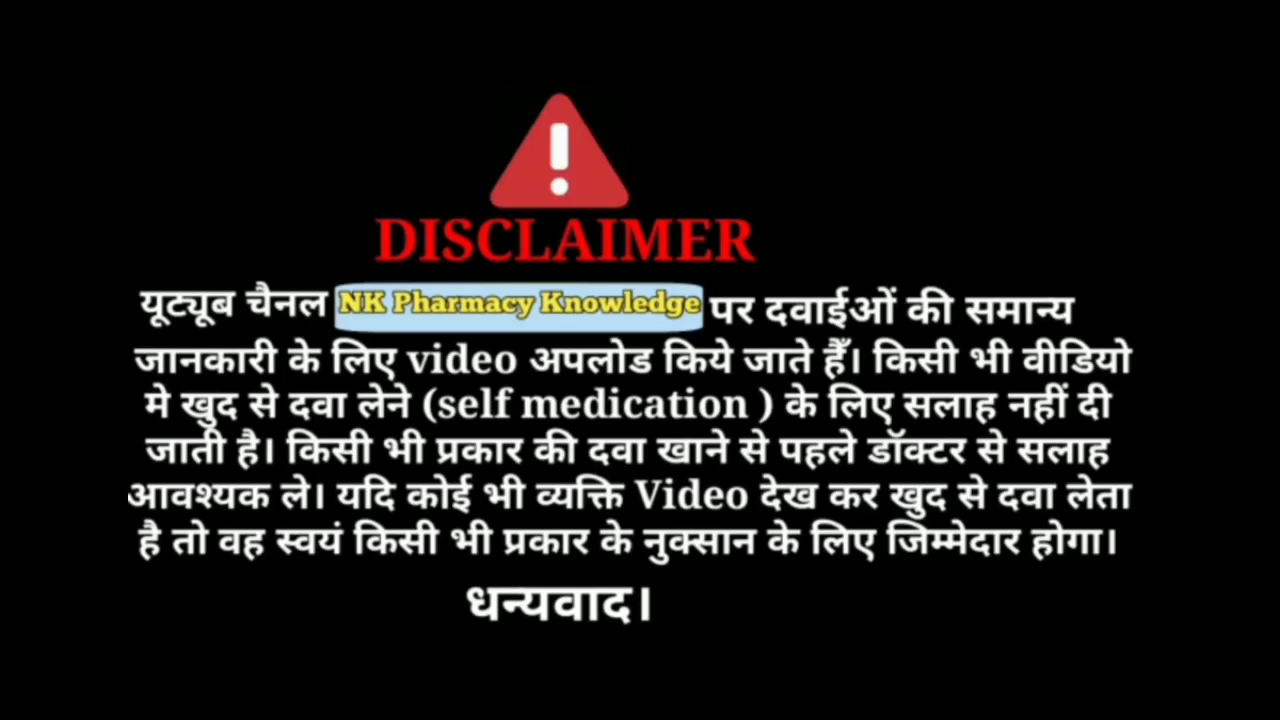 DISCLAIMER
यूट्यूब चैनल NK Pharmacy Knowledge पर दवाईओं की समान्य
जानकारी के लिए video अपलोड किये जाते हैँ। किसी भी वीडियो
मे खुद से दवा लेने (self medication ) के लिए सलाह नहीं दी
जाती है। किसी भी प्रकार की दवा खाने से पहले डॉक्टर से सलाह
आवश्यक ले। यदि कोई भी व्यक्ति Video देख कर खुद से दवा लेता
है तो वह स्वयं किसी भी प्रकार के नुक्सान के लिए जिम्मेदार होगा।
धन्यवाद।